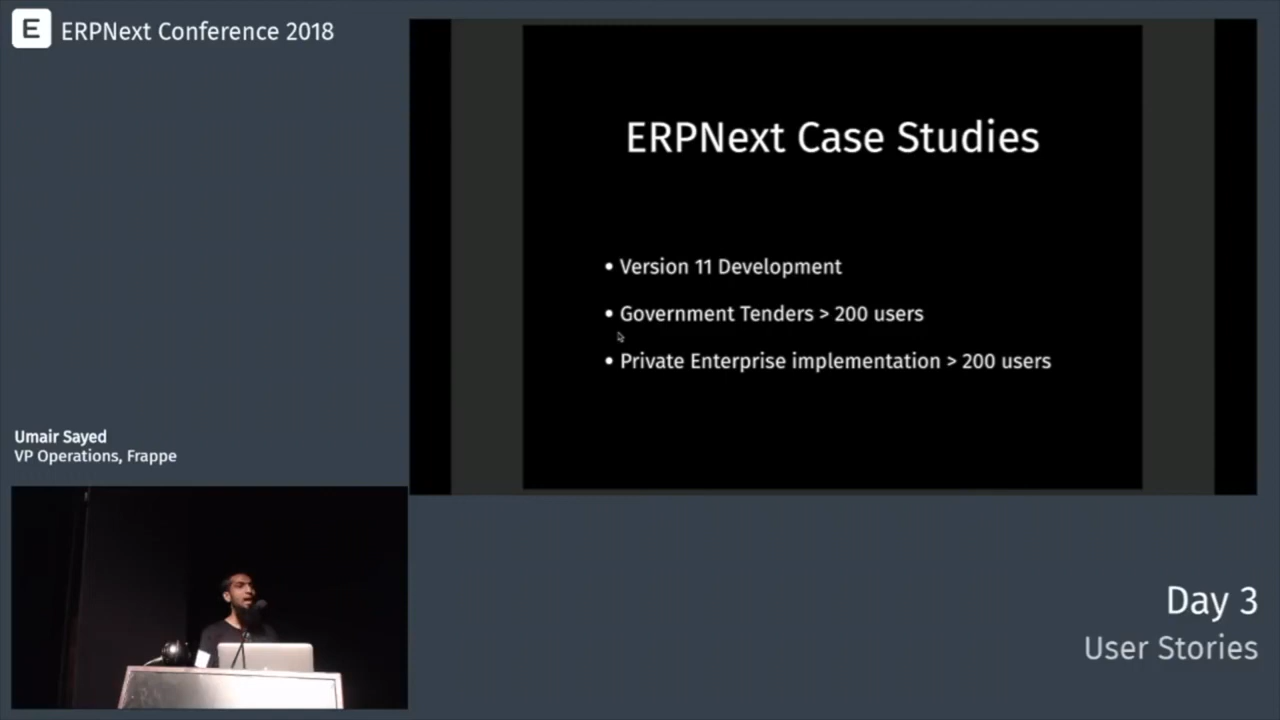 E ERPNext Conference 2018
ERPNext Case Studies
• Version 11 Development
• Government Tenders > 200 users
• Private Enterprise implementation > 200 users
Umair Sayed
VP Operations, Frappe
Day 3
User Stories